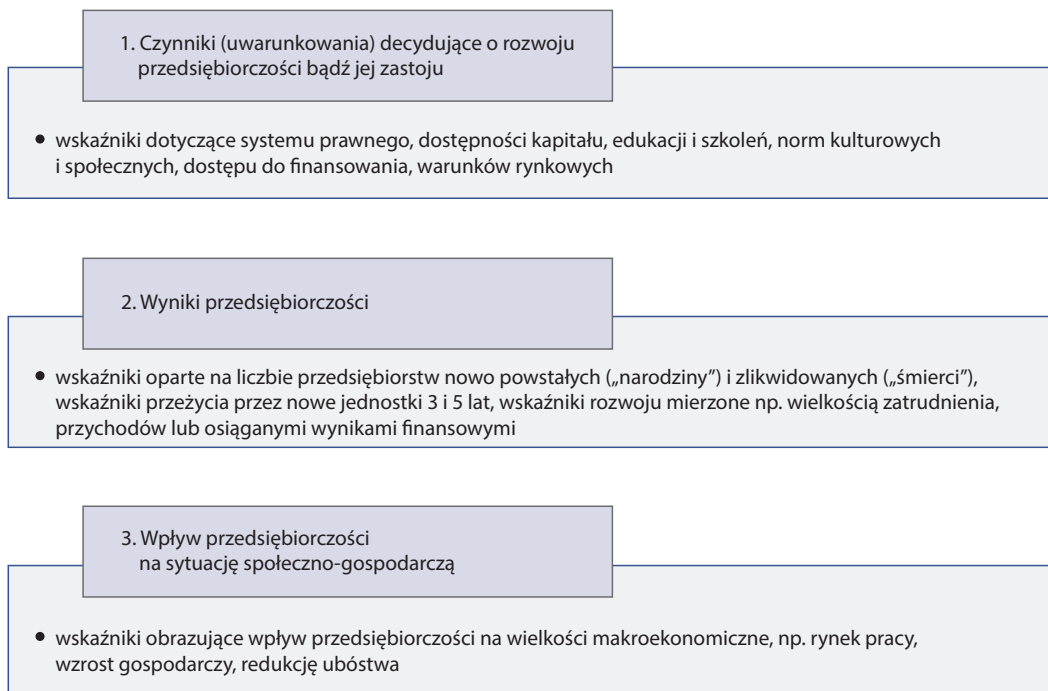 1. Czynniki (uwarunkowania) decydujące o rozwoju
przedsiębiorczości bądź jej zastoju
• wskaźniki dotyczące systemu prawnego, dostępności kapitału, edukacji i szkoleń, norm kulturowych
i społecznych, dostępu do finansowania, warunków rynkowych
2. Wyniki przedsiębiorczości
• wskaźniki oparte na liczbie przedsiębiorstw nowo powstałych („narodziny”) i zlikwidowanych („śmierci”),
wskaźniki przeżycia przez nowe jednostki 3 i 5 lat, wskaźniki rozwoju mierzone np. wielkością zatrudnienia,
przychodów lub osiąganymi wynikami finansowymi
3. Wpływ przedsiębiorczości
na sytuację społeczno-gospodarczą
• wskaźniki obrazujące wpływ przedsiębiorczości na wielkości makroekonomiczne, np. rynek pracy,
wzrost gospodarczy, redukcję ubóstwa